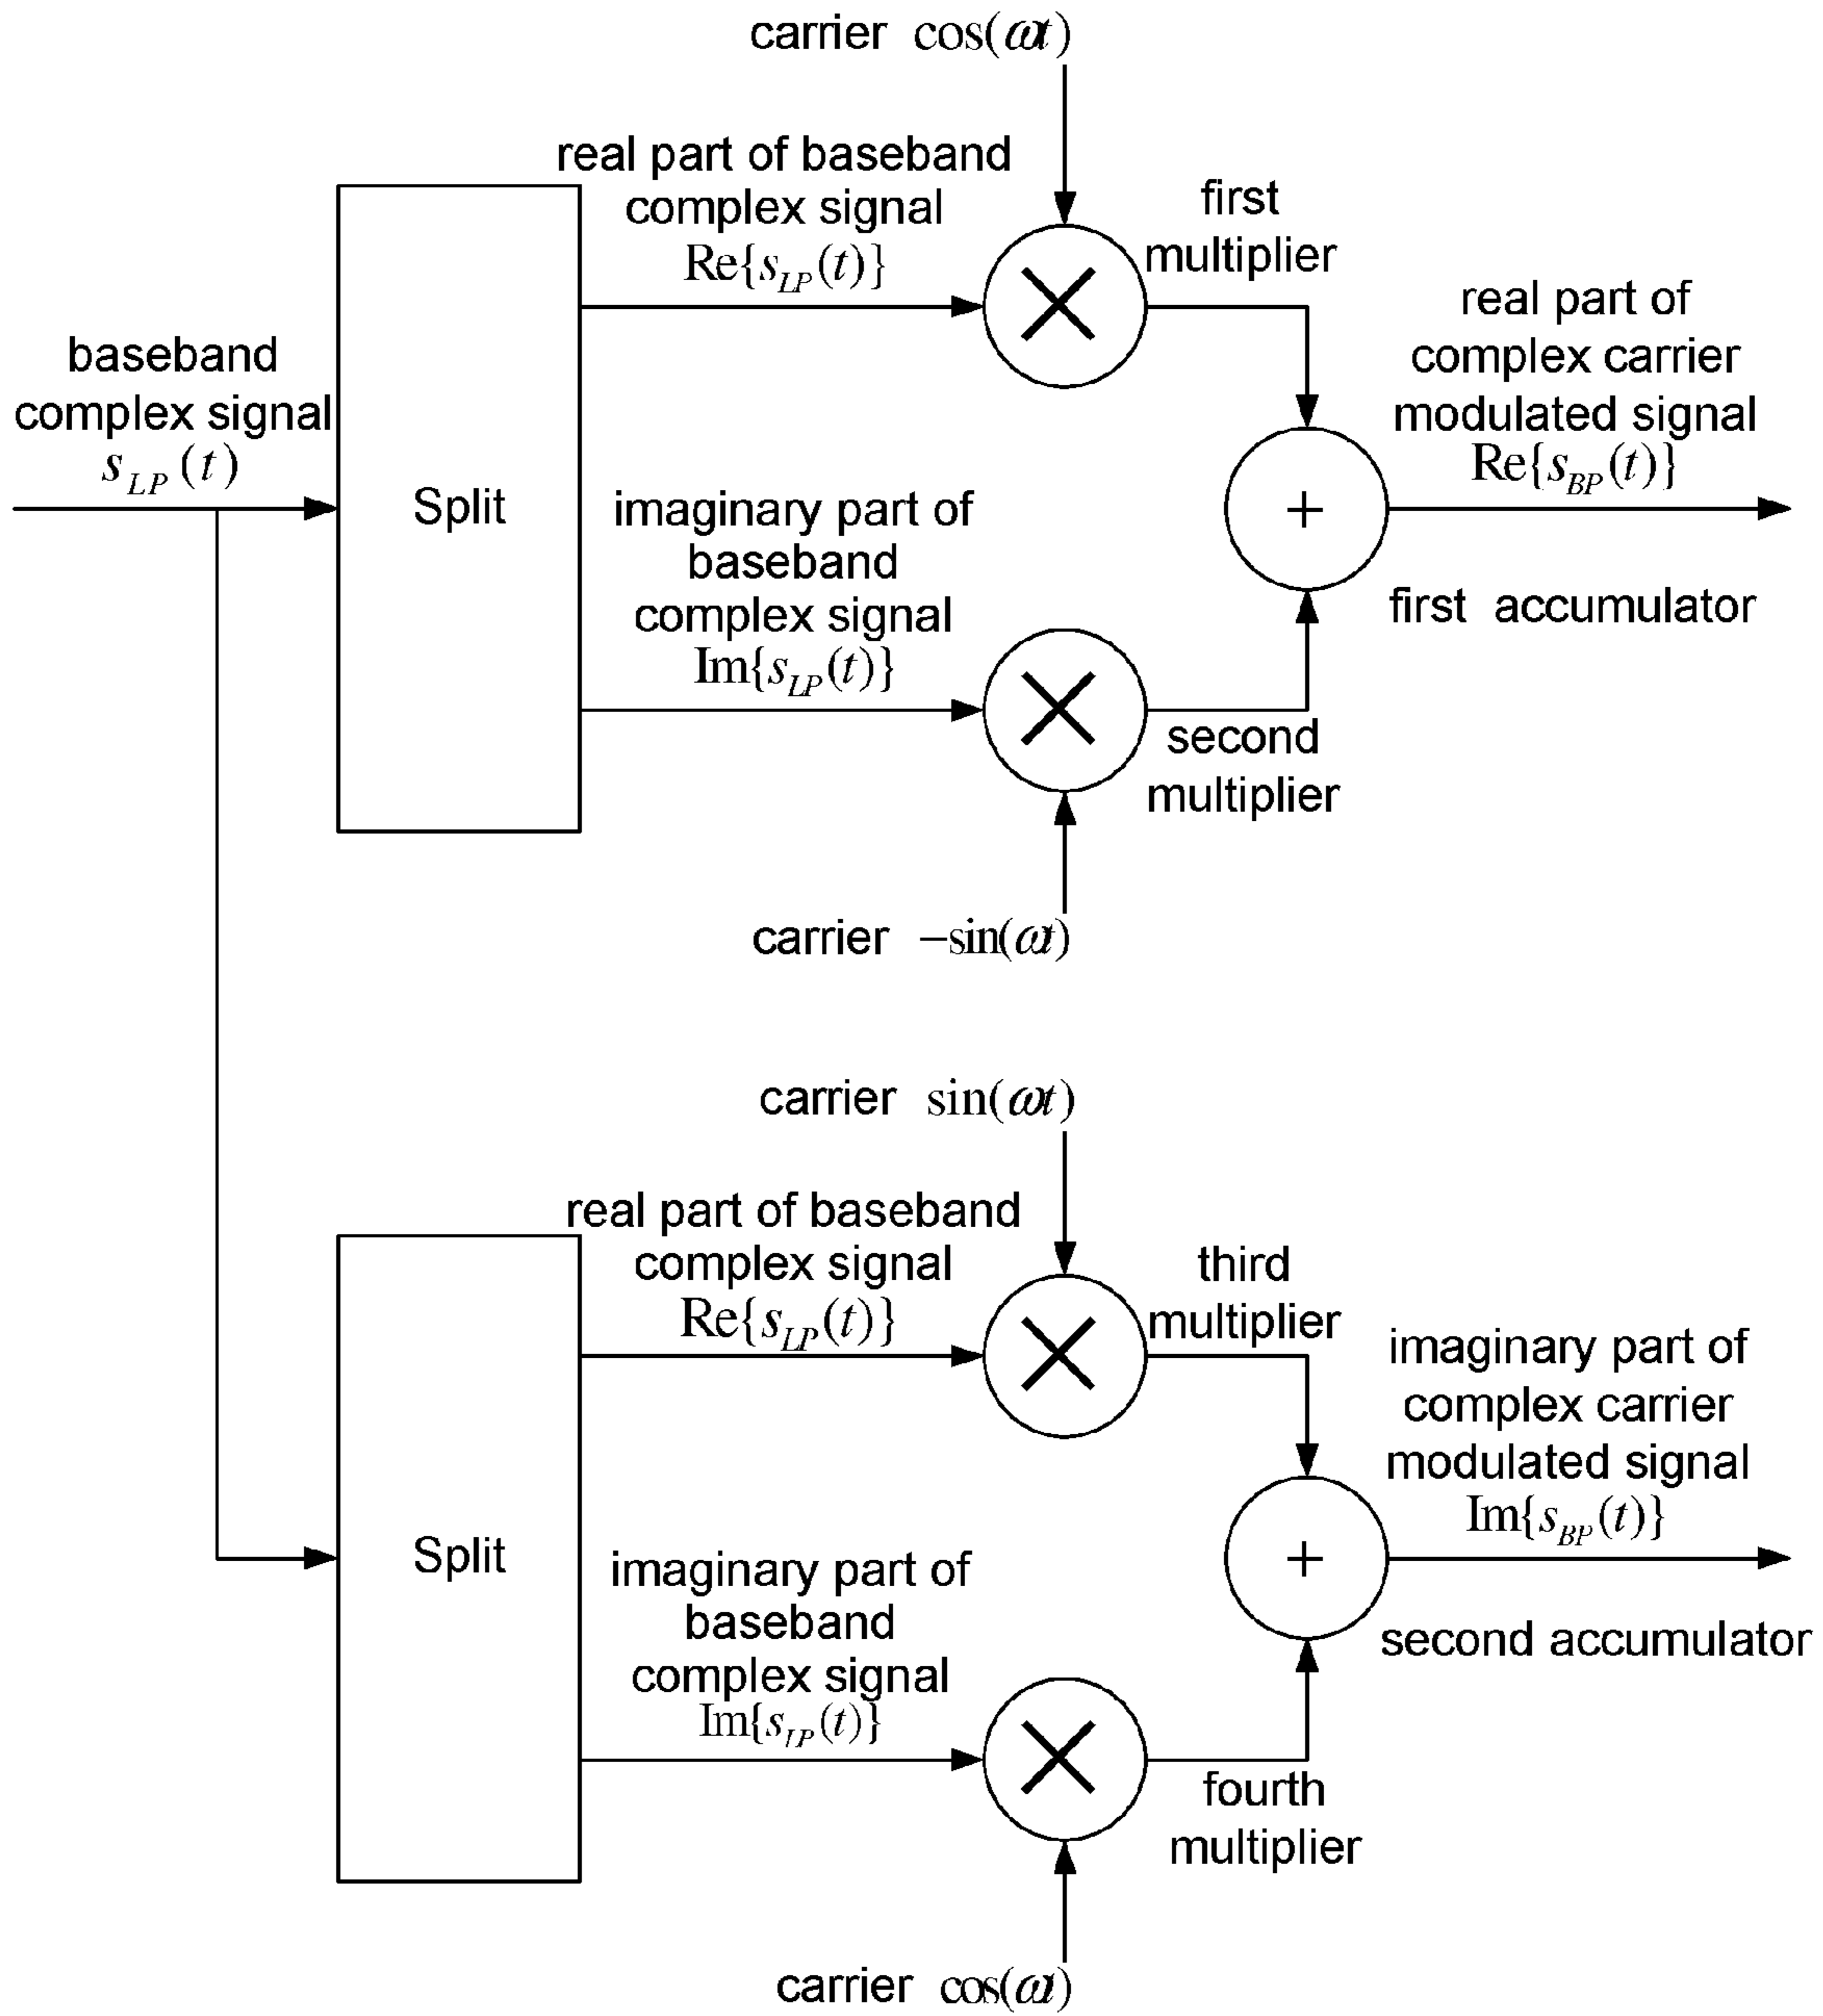 carrier cos(ωt)
real part of baseband
complex signal
Re{s_LP(t)}
first
multiplier
baseband
complex signal
s_LP(t)
Split
real part of
complex carrier
modulated signal
Re{s_BP(t)}
imaginary part of
baseband
complex signal
Im{s_LP(t)}
+
first accumulator
second
multiplier
carrier −sin(ωt)
carrier sin(ωt)
real part of baseband
complex signal
Re{s_LP(t)}
third
multiplier
Split
imaginary part of
complex carrier
modulated signal
Im{s_BP(t)}
imaginary part of
baseband
complex signal
Im{s_LP(t)}
+
second accumulator
fourth
multiplier
carrier cos(ωt)